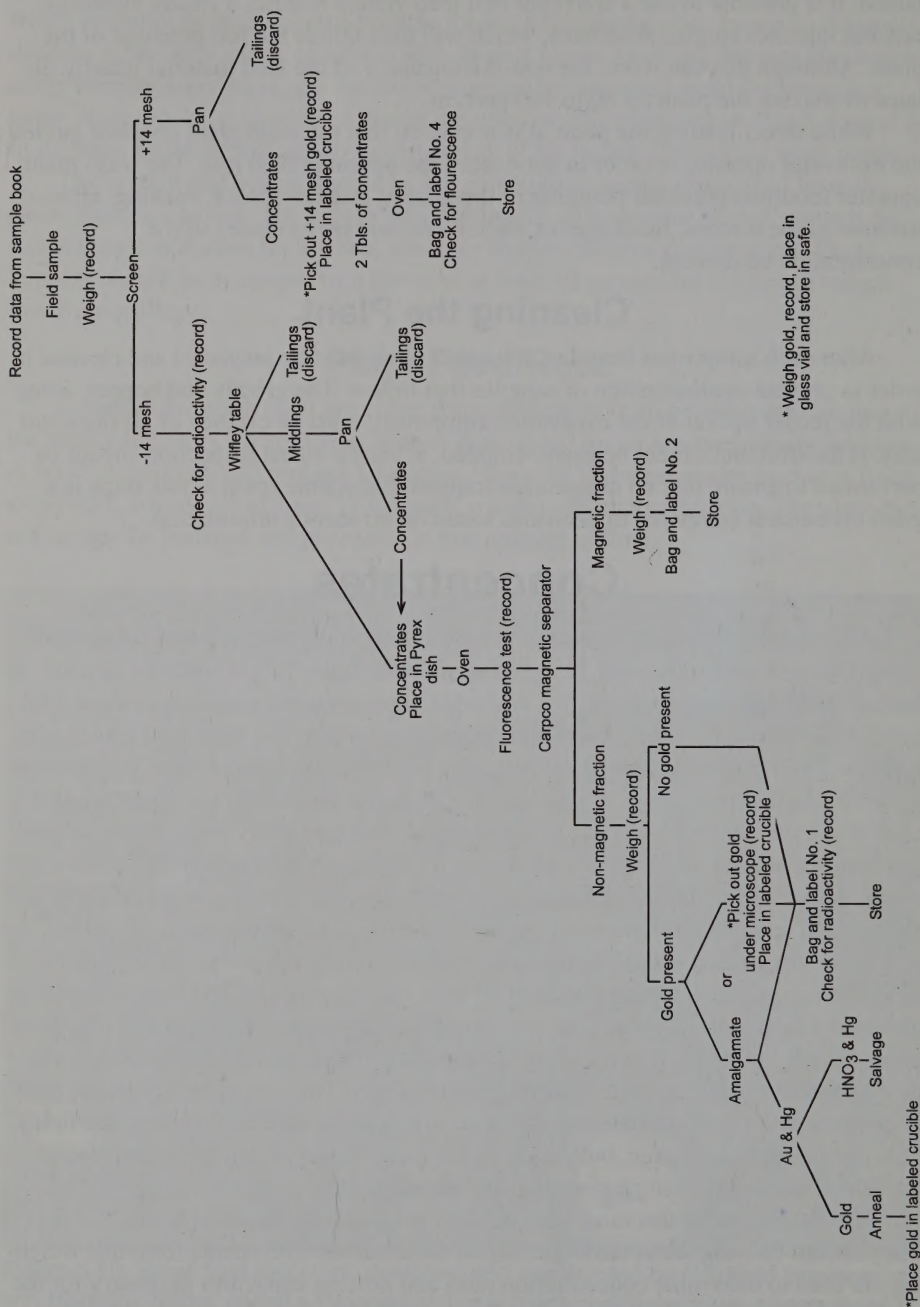 Record data from sample book
Field sample
Weigh (record)
Screen
-14 mesh
+14 mesh
Check for radioactivity (record)
Wilfley table
Middlings
Tailings
(discard)
Pan
Concentrates
Tailings
(discard)
Concentrates
Place in Pyrex
dish
Oven
Fluorescence test (record)
Carpco magnetic separator
Non-magnetic fraction
Weigh (record)
Magnetic fraction
Weigh (record)
Bag and label No. 2
Store
Gold present
No gold present
Amalgamate
or
*Pick out gold
under microscope (record)
Place in labeled crucible
Au & Hg
Bag and label No. 1
Check for radioactivity (record)
Store
Gold
Anneal
*Place gold in labeled crucible
HNO3 & Hg
Salvage
Pan
Concentrates
Tailings
(discard)
*Pick out +14 mesh gold (record)
Place in labeled crucible
2 Tbls. of concentrates
Oven
Bag and label No. 4
Check for flourescence
Store
* Weigh gold, record, place in
glass vial and store in safe.
Cleaning the Plant